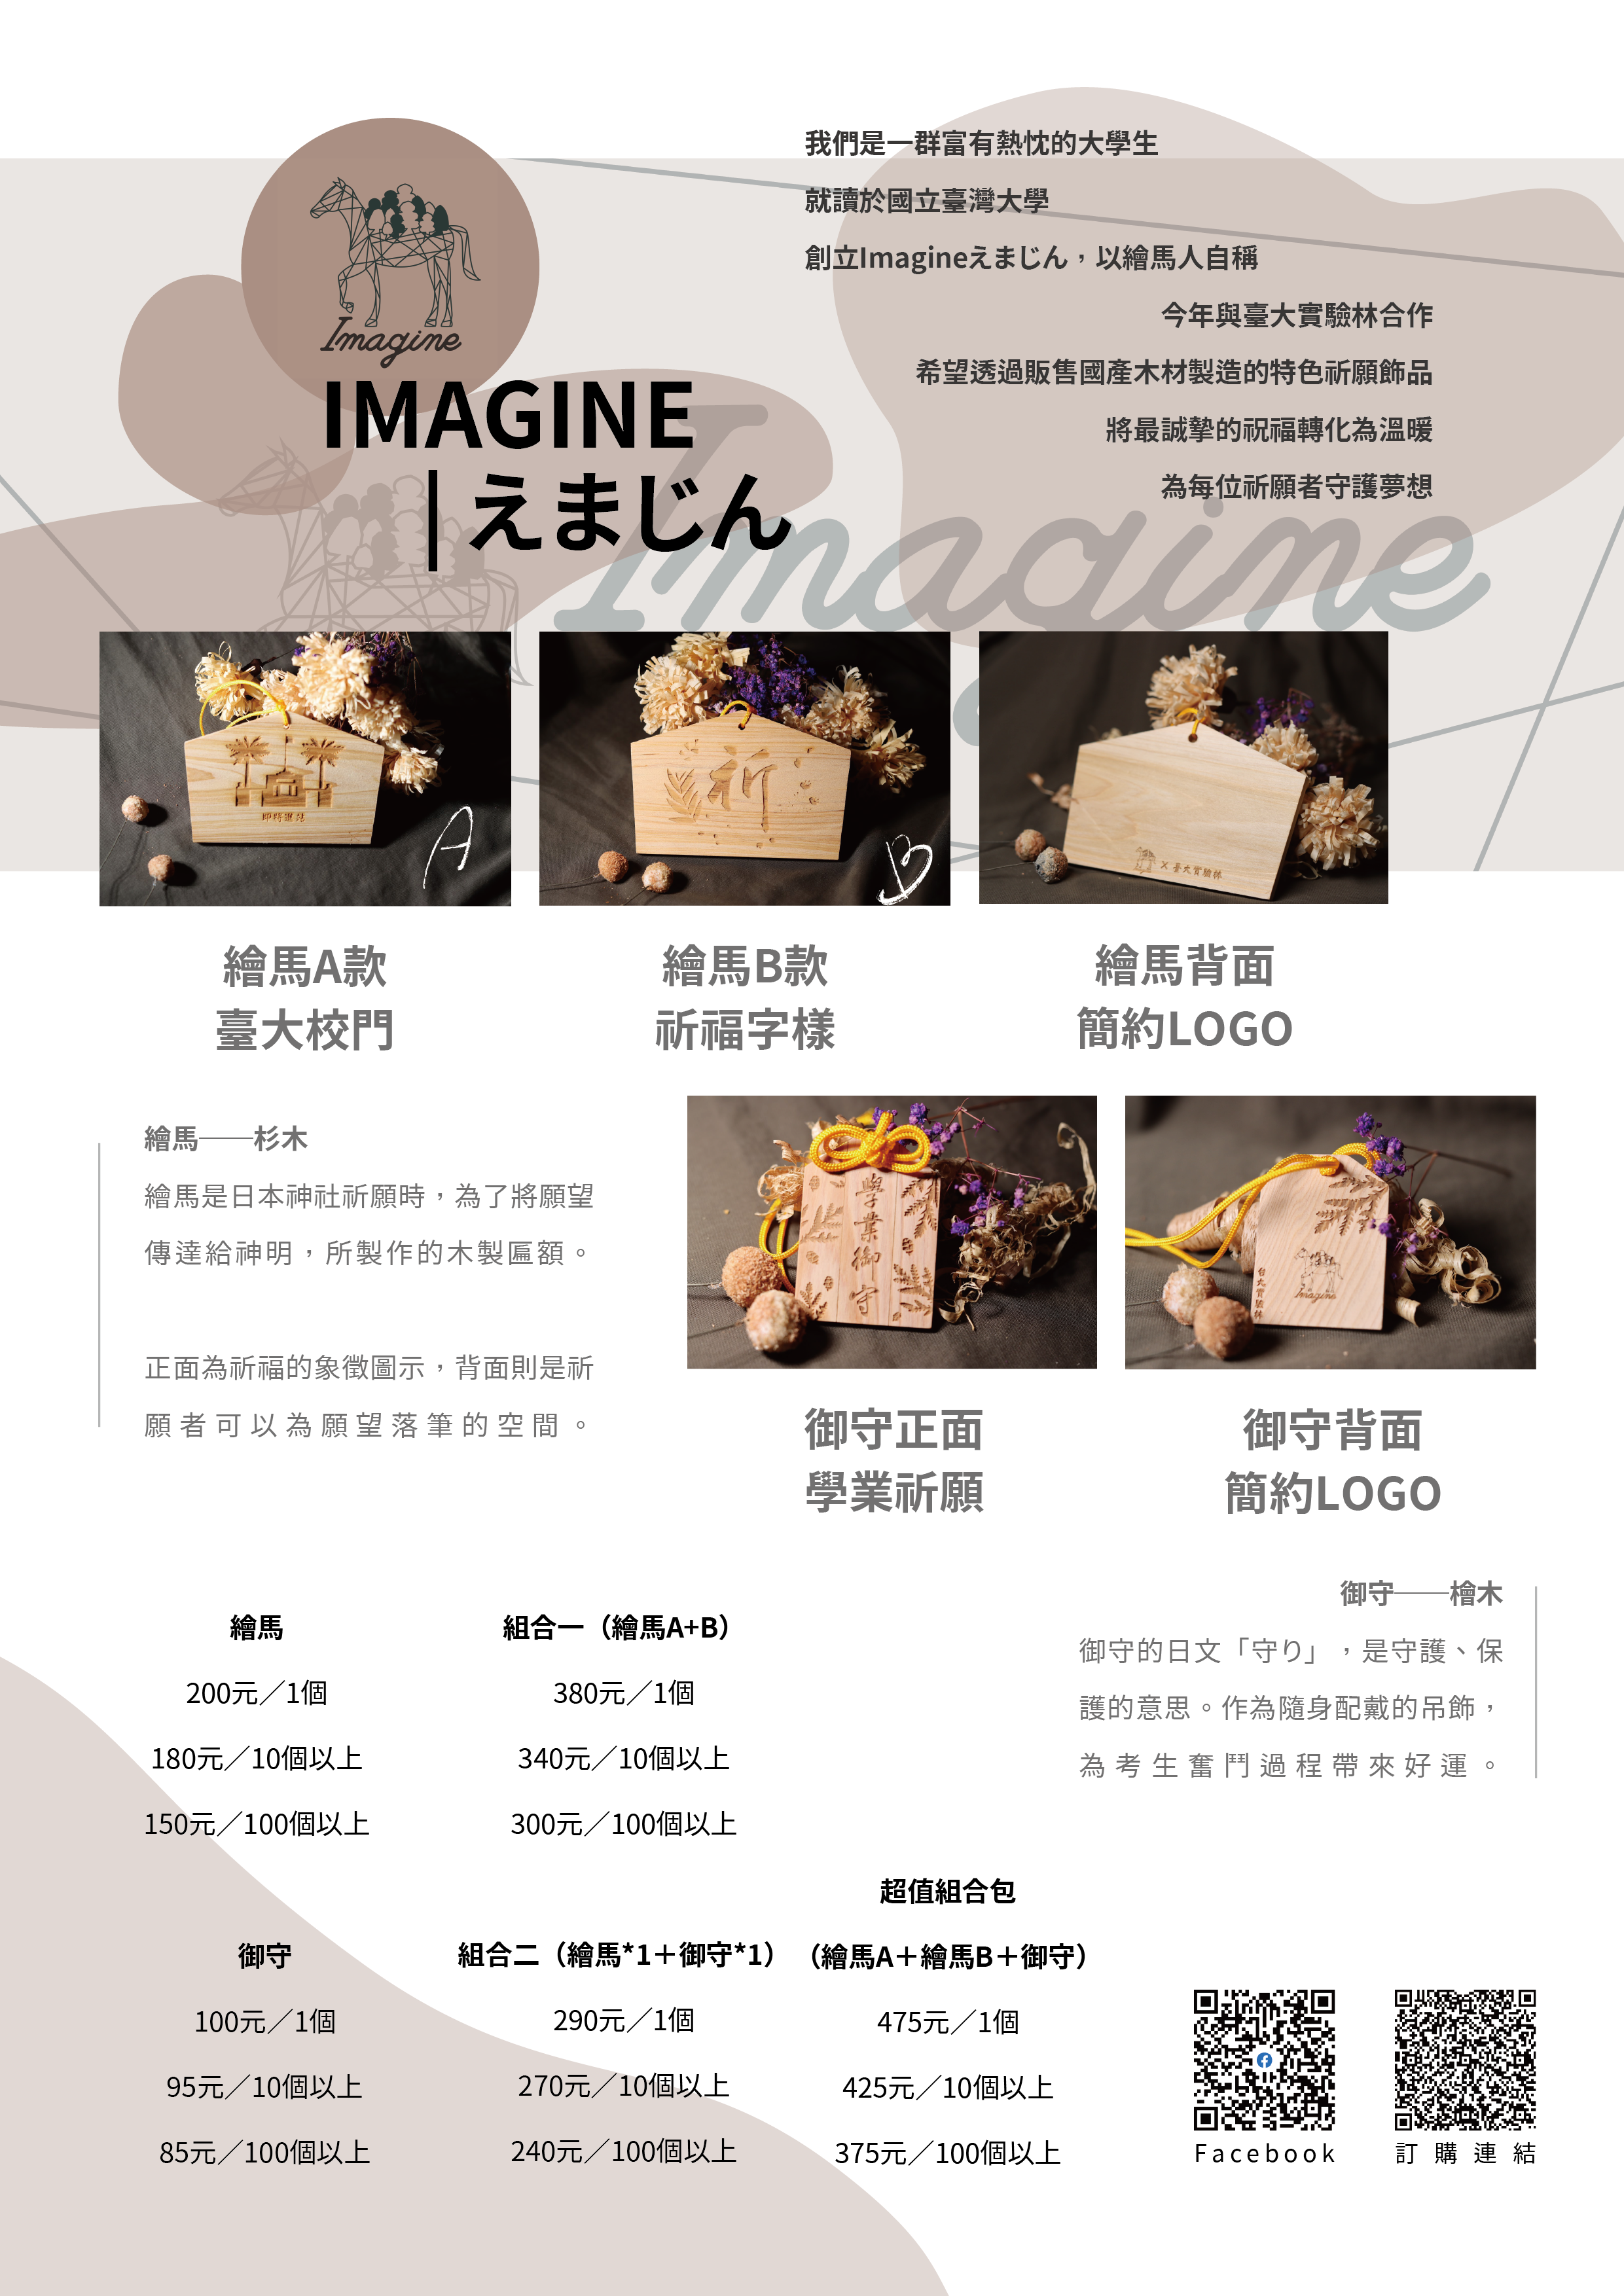 我們是一群富有熱忱的大學生
就讀於國立臺灣大學
創立Imagineえまじん，以繪馬人自稱
今年與臺大實驗林合作
希望透過販售國產木材製造的特色祈願飾品
將最誠摯的祝福轉化為溫暖
為每位祈願者守護夢想
Imagine
IMAGINE
|えまじん
Imagine
即將進站
A
祈
B
X 臺大實驗林
繪馬A款
臺大校門
繪馬B款
祈福字樣
繪馬背面
簡約LOGO
繪馬──杉木
繪馬是日本神社祈願時，為了將願望
傳達給神明，所製作的木製匾額。
正面為祈福的象徵圖示，背面則是祈
願者可以為願望落筆的空間。
學業御守
台大實驗林
Imagine
御守正面
學業祈願
御守背面
簡約LOGO
御守──檜木
御守的日文「守り」，是守護、保
護的意思。作為隨身配戴的吊飾，
為考生奮鬥過程帶來好運。
繪馬
200元／1個
180元／10個以上
150元／100個以上
組合一（繪馬A+B）
380元／1個
340元／10個以上
300元／100個以上
御守
100元／1個
95元／10個以上
85元／100個以上
組合二（繪馬*1＋御守*1）
290元／1個
270元／10個以上
240元／100個以上
超值組合包
（繪馬A＋繪馬B＋御守）
475元／1個
425元／10個以上
375元／100個以上
Facebook
訂購連結